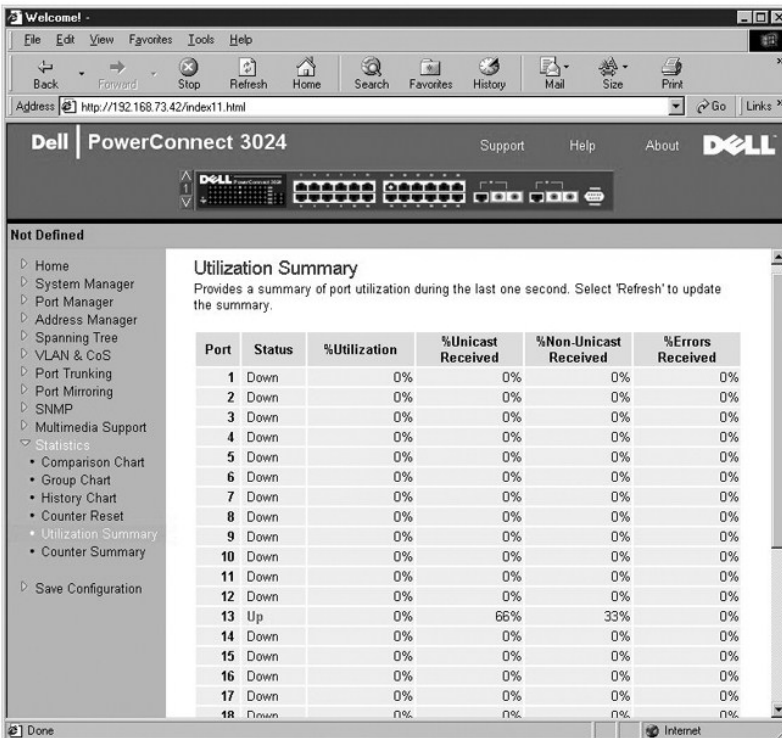 Welcome! -
File Edit View Favorites Tools Help
Back Forward Stop Refresh Home Search Favorites History Mail Size Print
Address http://192.168.73.42/index11.html Go Links
Dell PowerConnect 3024 Support Help About DELL
DELL
1
Not Defined
Home
System Manager
Port Manager
Address Manager
Spanning Tree
VLAN & CoS
Port Trunking
Port Mirroring
SNMP
Multimedia Support
Statistics
• Comparison Chart
• Group Chart
• History Chart
• Counter Reset
• Utilization Summary
• Counter Summary
Save Configuration
Utilization Summary
Provides a summary of port utilization during the last one second. Select 'Refresh' to update
the summary.
Port Status %Utilization %Unicast Received %Non-Unicast Received %Errors Received
1 Down 0% 0% 0% 0%
2 Down 0% 0% 0% 0%
3 Down 0% 0% 0% 0%
4 Down 0% 0% 0% 0%
5 Down 0% 0% 0% 0%
6 Down 0% 0% 0% 0%
7 Down 0% 0% 0% 0%
8 Down 0% 0% 0% 0%
9 Down 0% 0% 0% 0%
10 Down 0% 0% 0% 0%
11 Down 0% 0% 0% 0%
12 Down 0% 0% 0% 0%
13 Up 0% 66% 33% 0%
14 Down 0% 0% 0% 0%
15 Down 0% 0% 0% 0%
16 Down 0% 0% 0% 0%
17 Down 0% 0% 0% 0%
18 Down 0% 0% 0% 0%
Done Internet